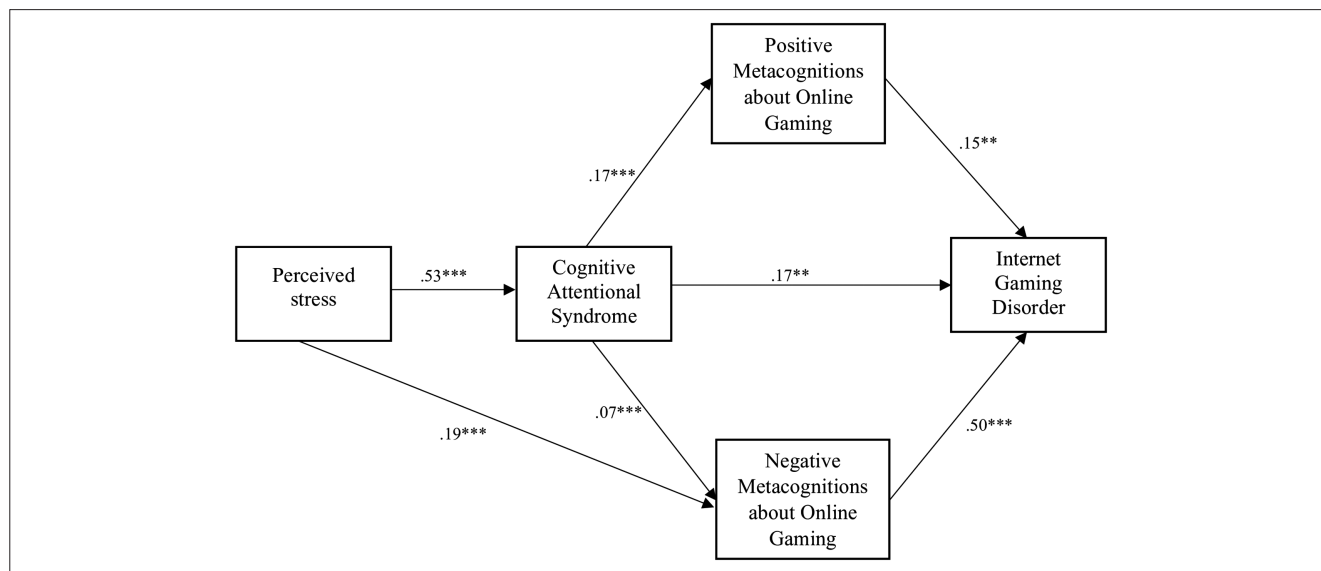 Positive
Metacognitions
about Online
Gaming
.15**
.17***
Perceived
stress
.53***
Cognitive
Attentional
Syndrome
.17**
Internet
Gaming
Disorder
.07***
.19***
.50***
Negative
Metacognitions
about Online
Gaming